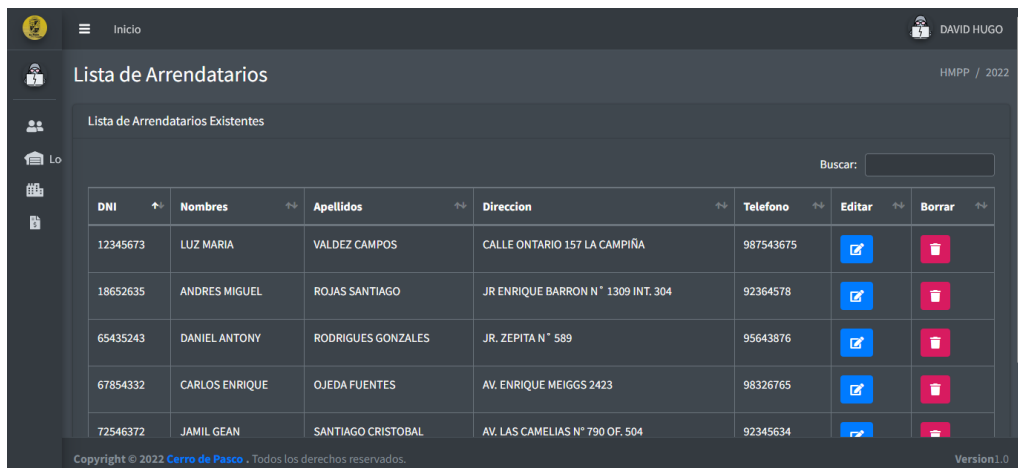 Inicio DAVID HUGO
Lista de Arrendatarios HMPP / 2022
Lista de Arrendatarios Existentes
Lo
Buscar:
DNI Nombres Apellidos Direccion Telefono Editar Borrar
12345673 LUZ MARIA VALDEZ CAMPOS CALLE ONTARIO 157 LA CAMPIÑA 987543675
18652635 ANDRES MIGUEL ROJAS SANTIAGO JR ENRIQUE BARRON N° 1309 INT. 304 92364578
65435243 DANIEL ANTONY RODRIGUES GONZALES JR. ZEPITA N° 589 95643876
67854332 CARLOS ENRIQUE OJEDA FUENTES AV. ENRIQUE MEIGGS 2423 98326765
72546372 JAMIL GEAN SANTIAGO CRISTOBAL AV. LAS CAMELIAS Nº 790 OF. 504 92345634
Copyright © 2022 Cerro de Pasco . Todos los derechos reservados. Version1.0